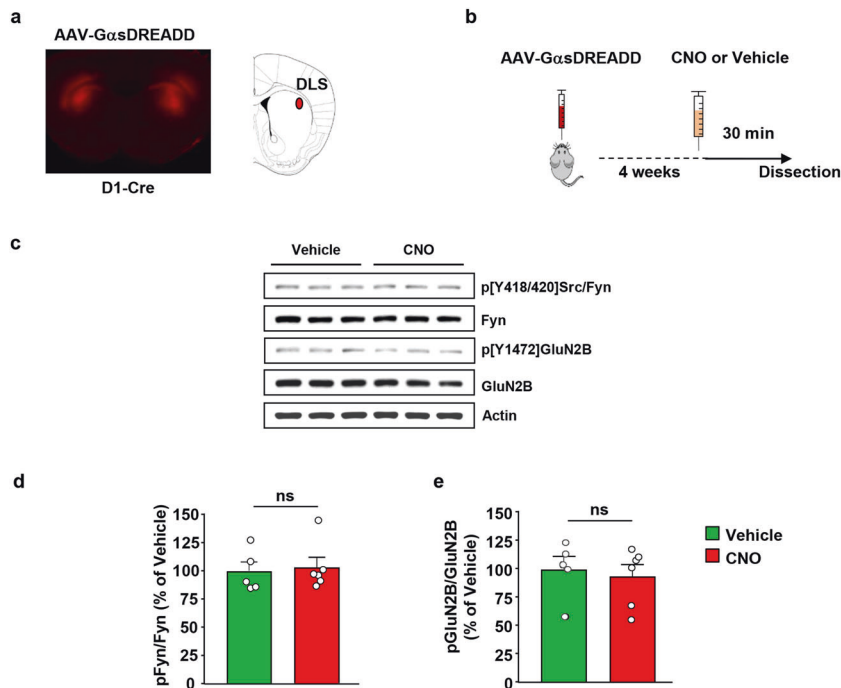 a
AAV-GαsDREADD
DLS
D1-Cre
b
AAV-GαsDREADD
CNO or Vehicle
30 min
4 weeks
Dissection
c
Vehicle
CNO
p[Y418/420]Src/Fyn
Fyn
p[Y1472]GluN2B
GluN2B
Actin
d
ns
pFyn/Fyn (% of Vehicle)
150
125
100
75
50
25
0
e
ns
pGluN2B/GluN2B
(% of Vehicle)
150
125
100
75
50
25
0
Vehicle
CNO